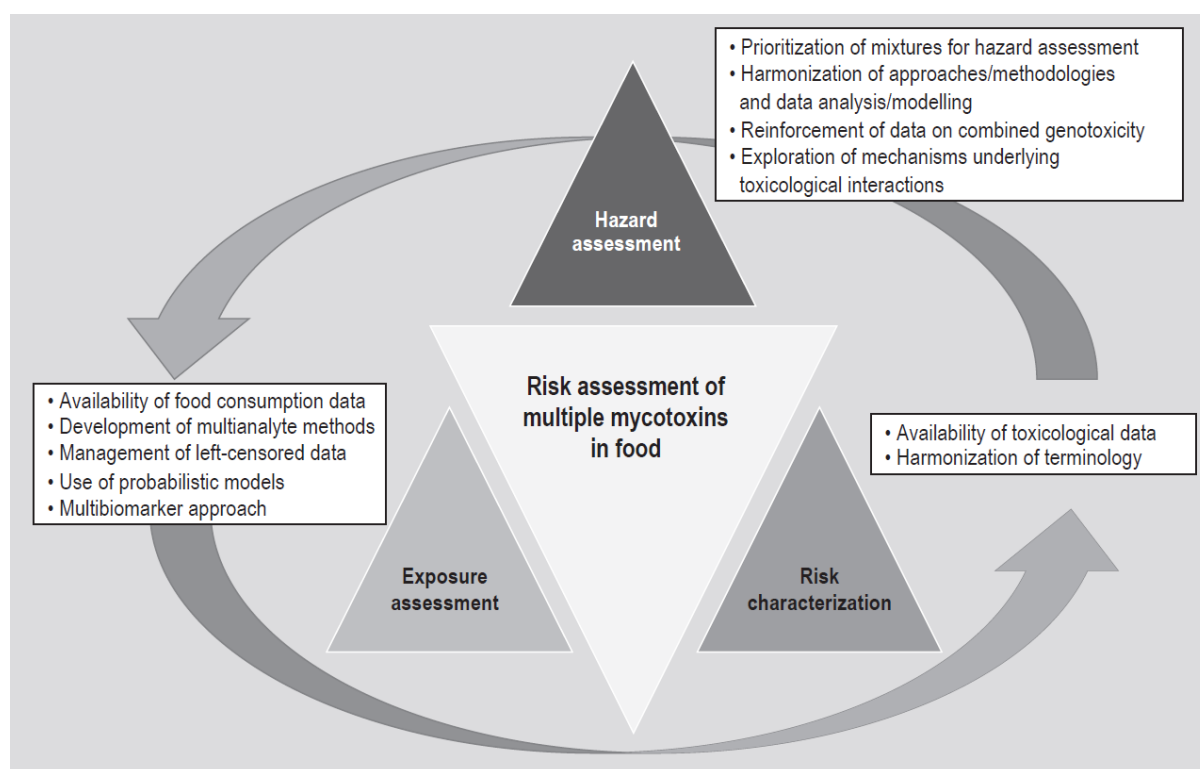 • Prioritization of mixtures for hazard assessment
• Harmonization of approaches/methodologies
and data analysis/modelling
• Reinforcement of data on combined genotoxicity
• Exploration of mechanisms underlying
toxicological interactions
Hazard
assessment
Risk assessment of
multiple mycotoxins
in food
• Availability of food consumption data
• Development of multianalyte methods
• Management of left-censored data
• Use of probabilistic models
• Multibiomarker approach
• Availability of toxicological data
• Harmonization of terminology
Exposure
assessment
Risk
characterization